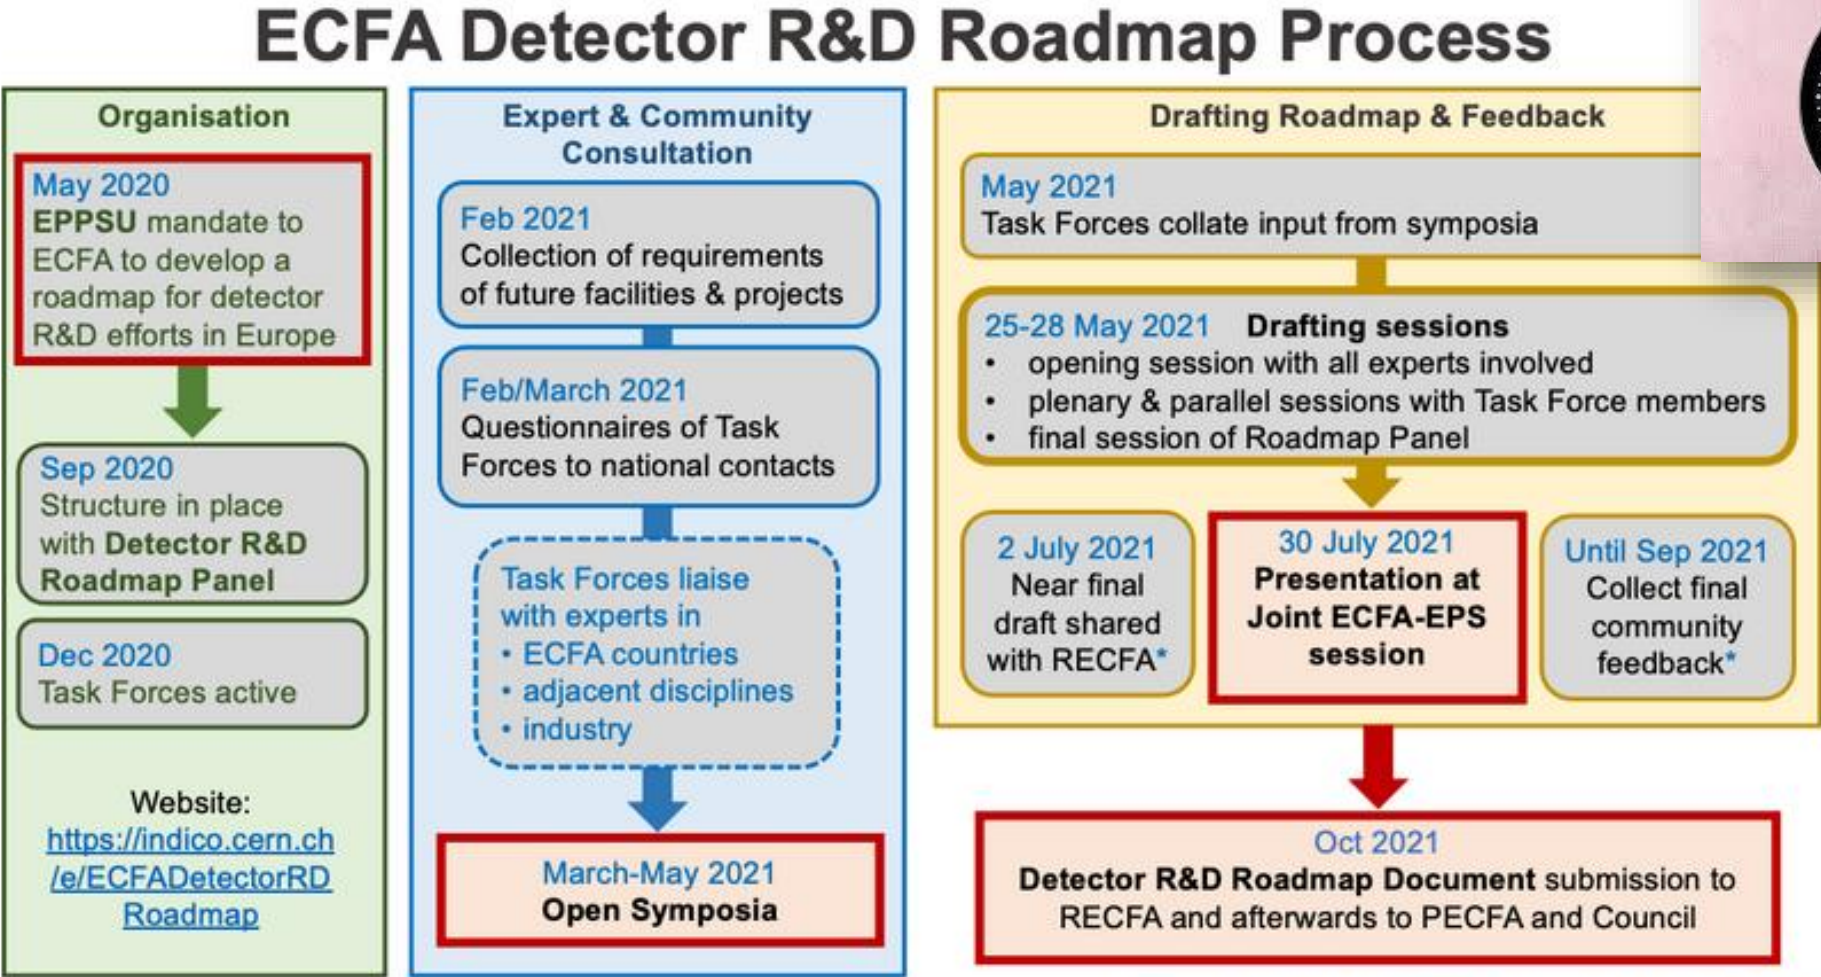 ECFA Detector R&D Roadmap Process
Organisation
May 2020
EPPSU mandate to
ECFA to develop a
roadmap for detector
R&D efforts in Europe
Sep 2020
Structure in place
with Detector R&D
Roadmap Panel
Dec 2020
Task Forces active
Website:
https://indico.cern.ch
/e/ECFADetectorRD
Roadmap
Expert & Community
Consultation
Feb 2021
Collection of requirements
of future facilities & projects
Feb/March 2021
Questionnaires of Task
Forces to national contacts
Task Forces liaise
with experts in
• ECFA countries
• adjacent disciplines
• industry
March-May 2021
Open Symposia
Drafting Roadmap & Feedback
May 2021
Task Forces collate input from symposia
25-28 May 2021 Drafting sessions
• opening session with all experts involved
• plenary & parallel sessions with Task Force members
• final session of Roadmap Panel
2 July 2021
Near final
draft shared
with RECFA*
30 July 2021
Presentation at
Joint ECFA-EPS
session
Until Sep 2021
Collect final
community
feedback*
Oct 2021
Detector R&D Roadmap Document submission to
RECFA and afterwards to PECFA and Council